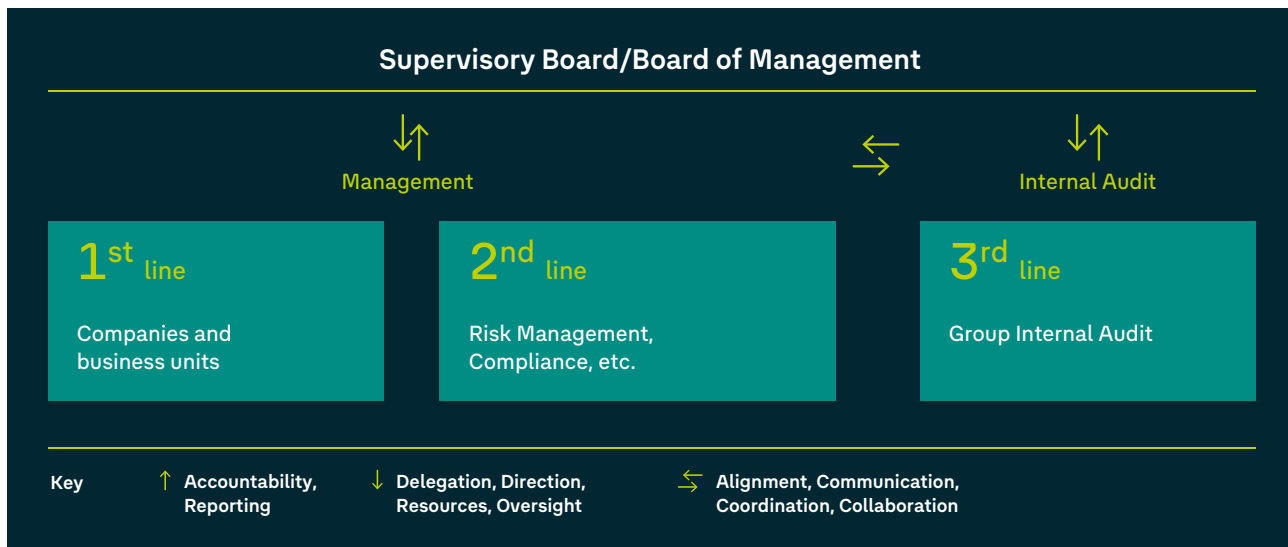 Supervisory Board/Board of Management
Management
Internal Audit
1st line
Companies and
business units
2nd line
Risk Management,
Compliance, etc.
3rd line
Group Internal Audit
Key
Accountability,
Reporting
Delegation, Direction,
Resources, Oversight
Alignment, Communication,
Coordination, Collaboration